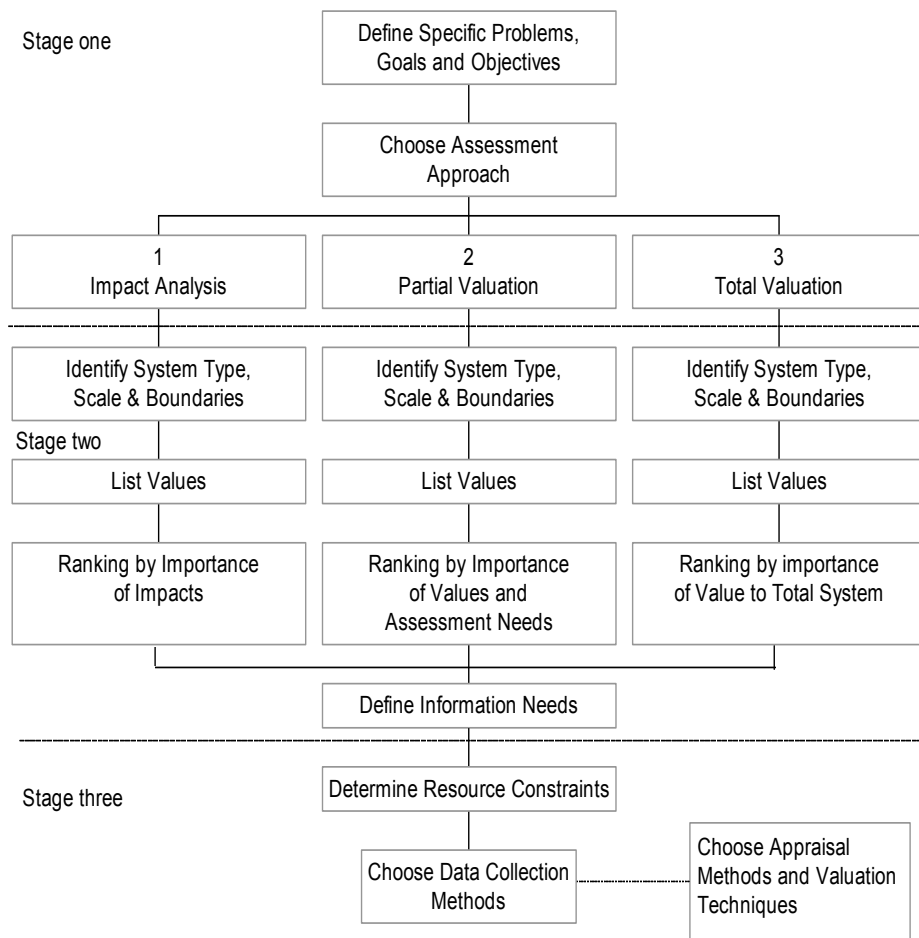 Stage one
Define Specific Problems,
Goals and Objectives
Choose Assessment
Approach
1
Impact Analysis
2
Partial Valuation
3
Total Valuation
Identify System Type,
Scale & Boundaries
Identify System Type,
Scale & Boundaries
Identify System Type,
Scale & Boundaries
Stage two
List Values
List Values
List Values
Ranking by Importance
of Impacts
Ranking by Importance
of Values and
Assessment Needs
Ranking by importance
of Value to Total System
Define Information Needs
Stage three
Determine Resource Constraints
Choose Data Collection
Methods
Choose Appraisal
Methods and Valuation
Techniques